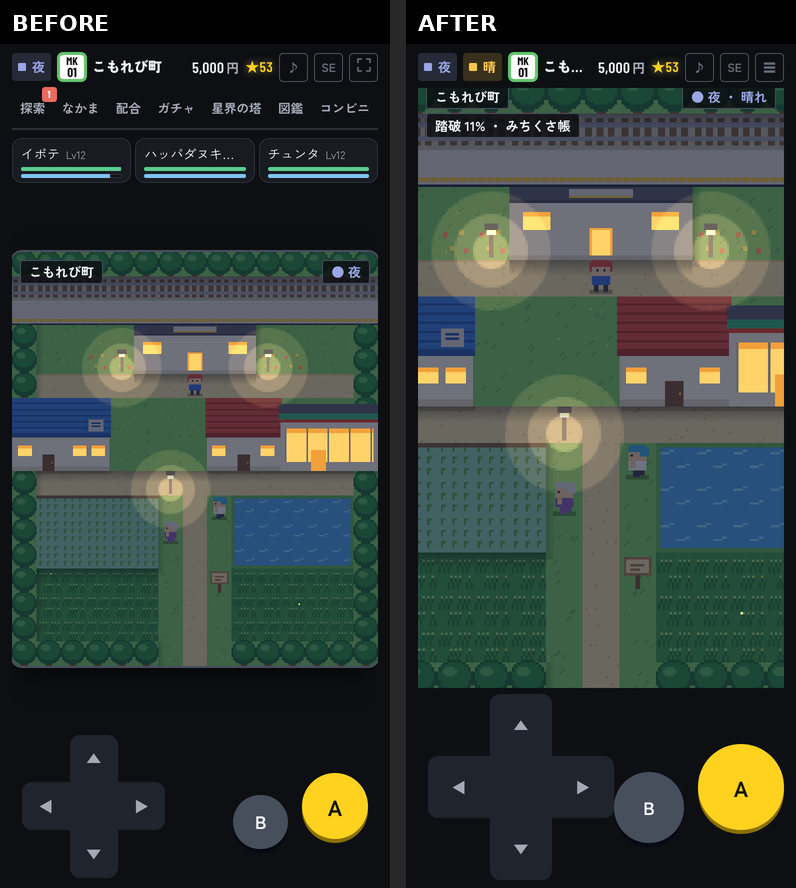 BEFORE
夜 MK 01 こもれび町 5,000円 ★53 ♪ SE
探索 1 なかま 配合 ガチャ 星界の塔 図鑑 コンビニ
イボテ Lv12 ハッパダヌキ… チュンタ Lv12
こもれび町 夜
B A
AFTER
夜 晴 MK 01 こも… 5,000円 ★53 ♪ SE
こもれび町 夜・晴れ
踏破 11%・みちくさ帳
B A